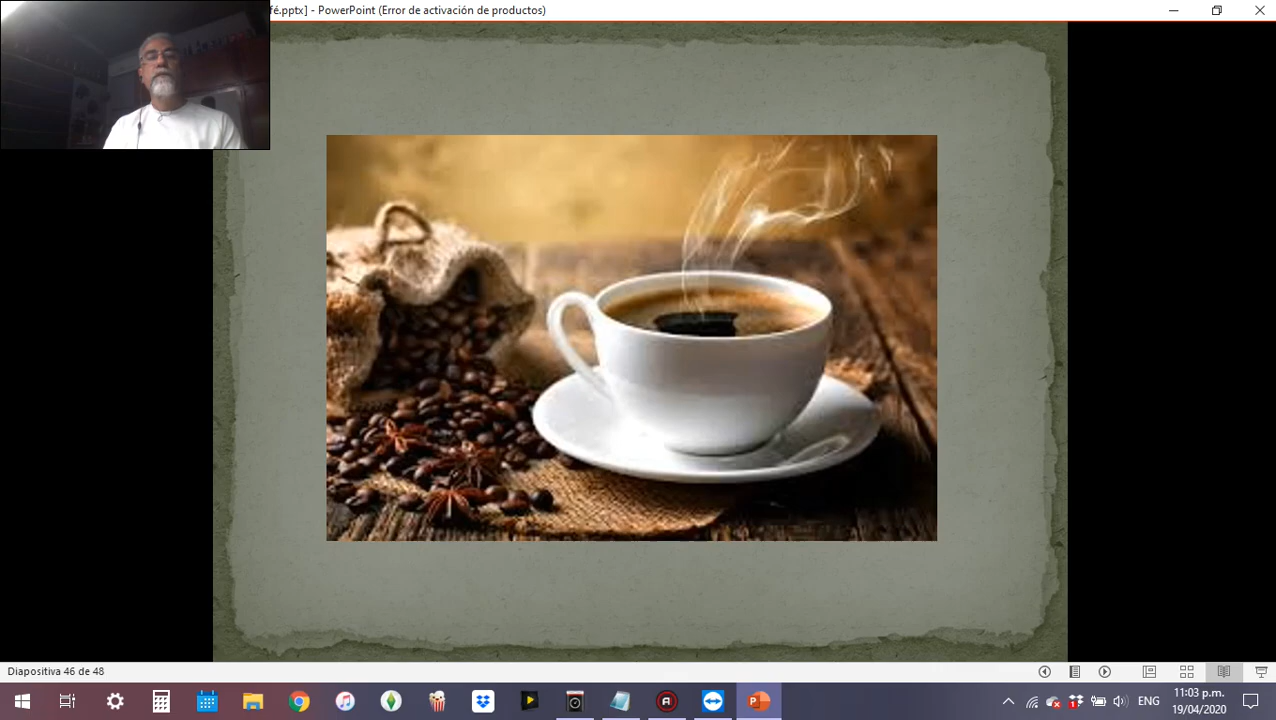 fé.pptx] - PowerPoint (Error de activación de productos)
Diapositiva 46 de 48
ENG
11:03 p.m.
19/04/2020